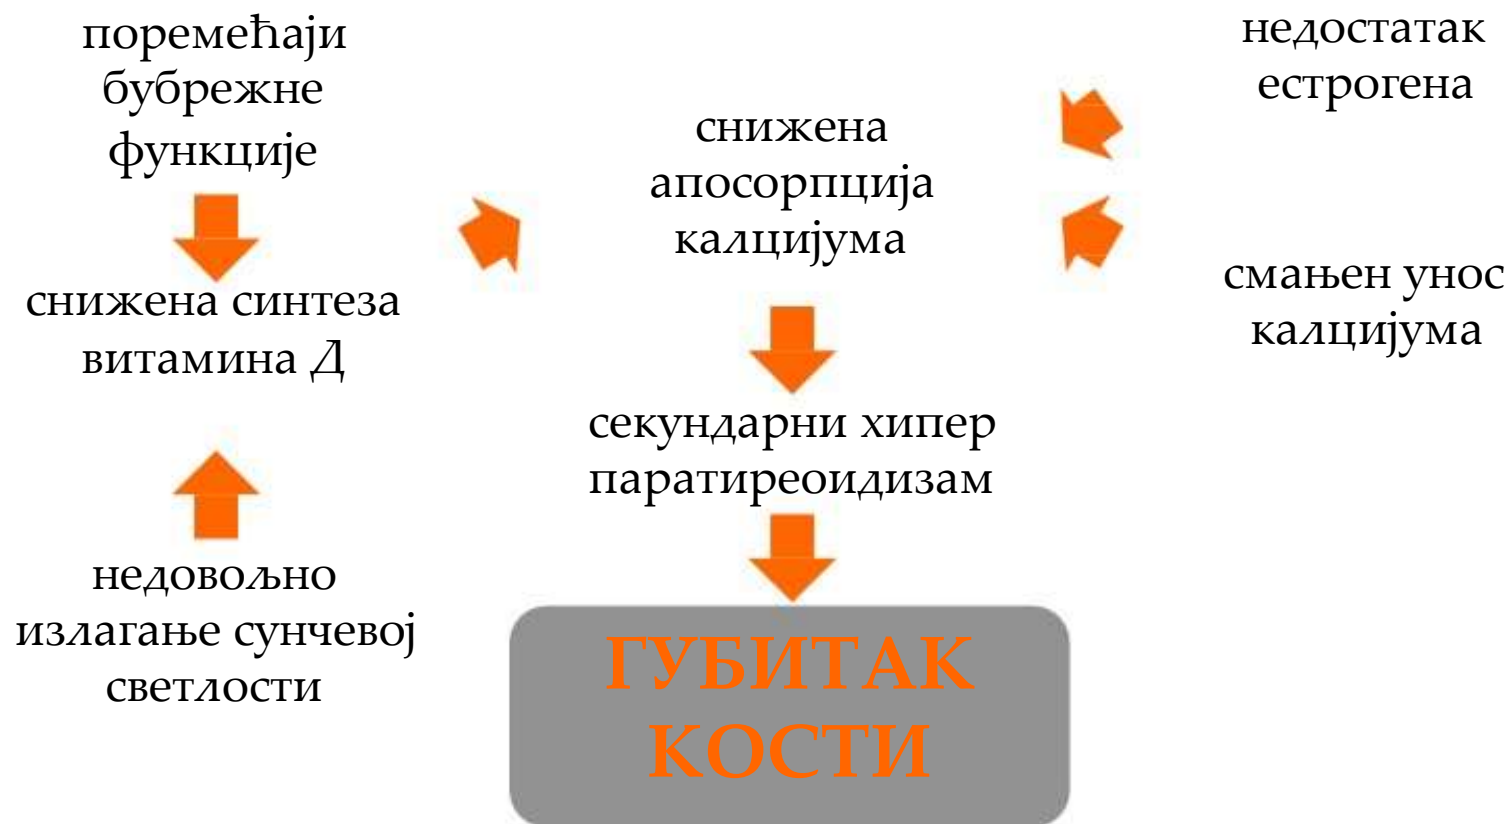 поремећаји
бубрежне
функције
снижена синтеза
витамина Д
недовољно
излагање сунчевој
светлости
снижена
апосорпција
калцијума
секундарни хипер
паратиреоидизам
ГУБИТАК
КОСТИ
недостатак
естрогена
смањен унос
калцијума